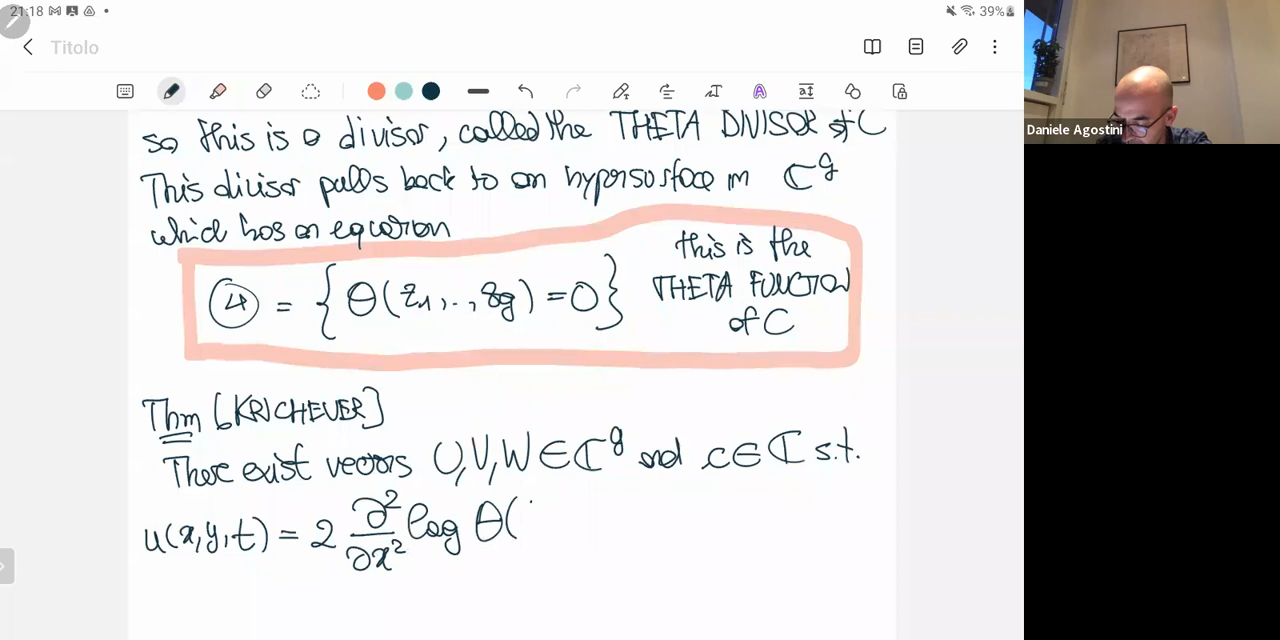 21:18
39%
Titolo
so this is a divisor, called the THETA DIVISOR of C
This divisor pulls back to an hypersurface in ℂ^g
which has an equation
Θ = { θ(z₁,..,zg) = 0 }
this is the
THETA FUNCTION
of C
Thm [KRICHEVER]
There exist vectors U,V,W ∈ ℂ^g and c ∈ ℂ s.t.
u(x,y,t) = 2 ∂²/∂x² log θ(
Daniele Agostini